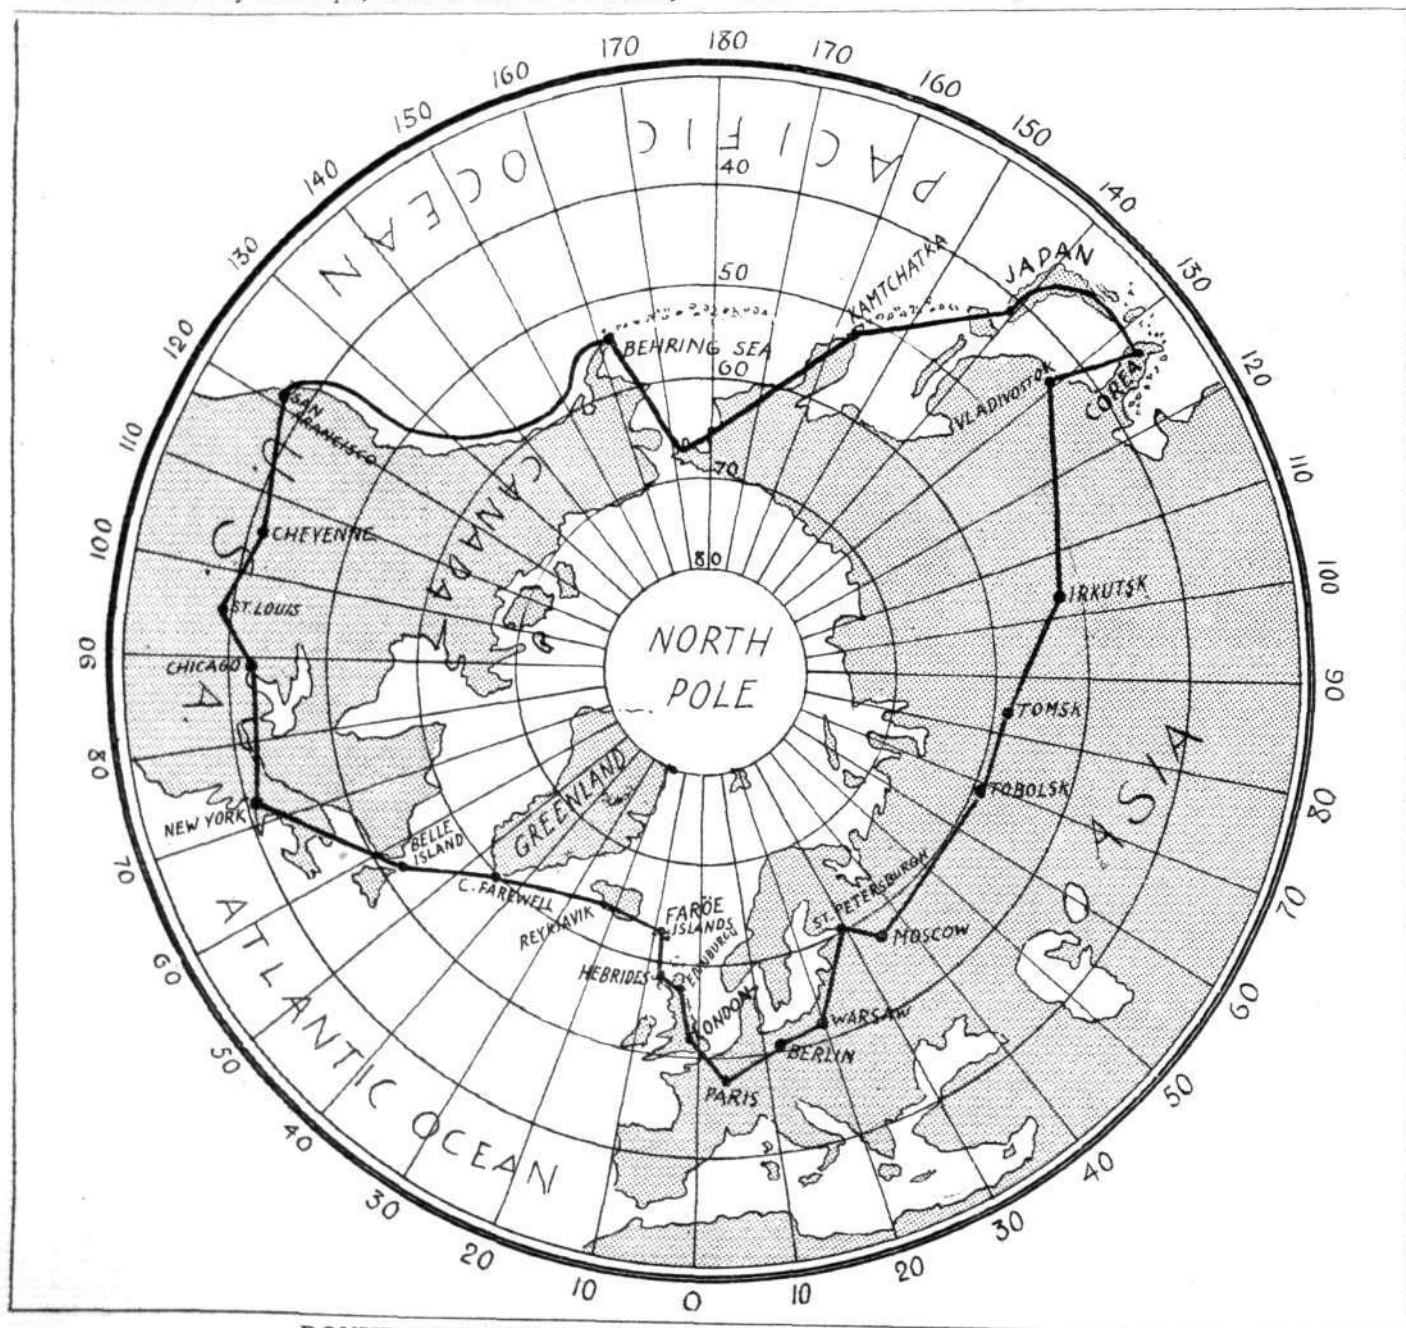 180
170
160
150
140
130
120
110
100
90
80
70
60
50
40
30
20
10
0
10
20
30
40
50
60
70
80
90
100
110
120
130
140
150
160
170
PACIFIC OCEAN
40
50
60
70
80
KAMTCHATKA
JAPAN
BEHRING SEA
VLADIVOSTOK
COREA
SAN FRANCISCO
U S A
CANADA
CHEYENNE
ST. LOUIS
CHICAGO
NEW YORK
NORTH
POLE
IRKUTSK
TOMSK
TOBOLSK
ASIA
GREENLAND
BELLE
ISLAND
C. FAREWELL
REYKJAVIK
FARÖE
ISLANDS
HEBRIDES
EDINBURGH
LONDON
PARIS
BERLIN
WARSAW
ST. PETERSBURGH
MOSCOW
ATLANTIC OCEAN